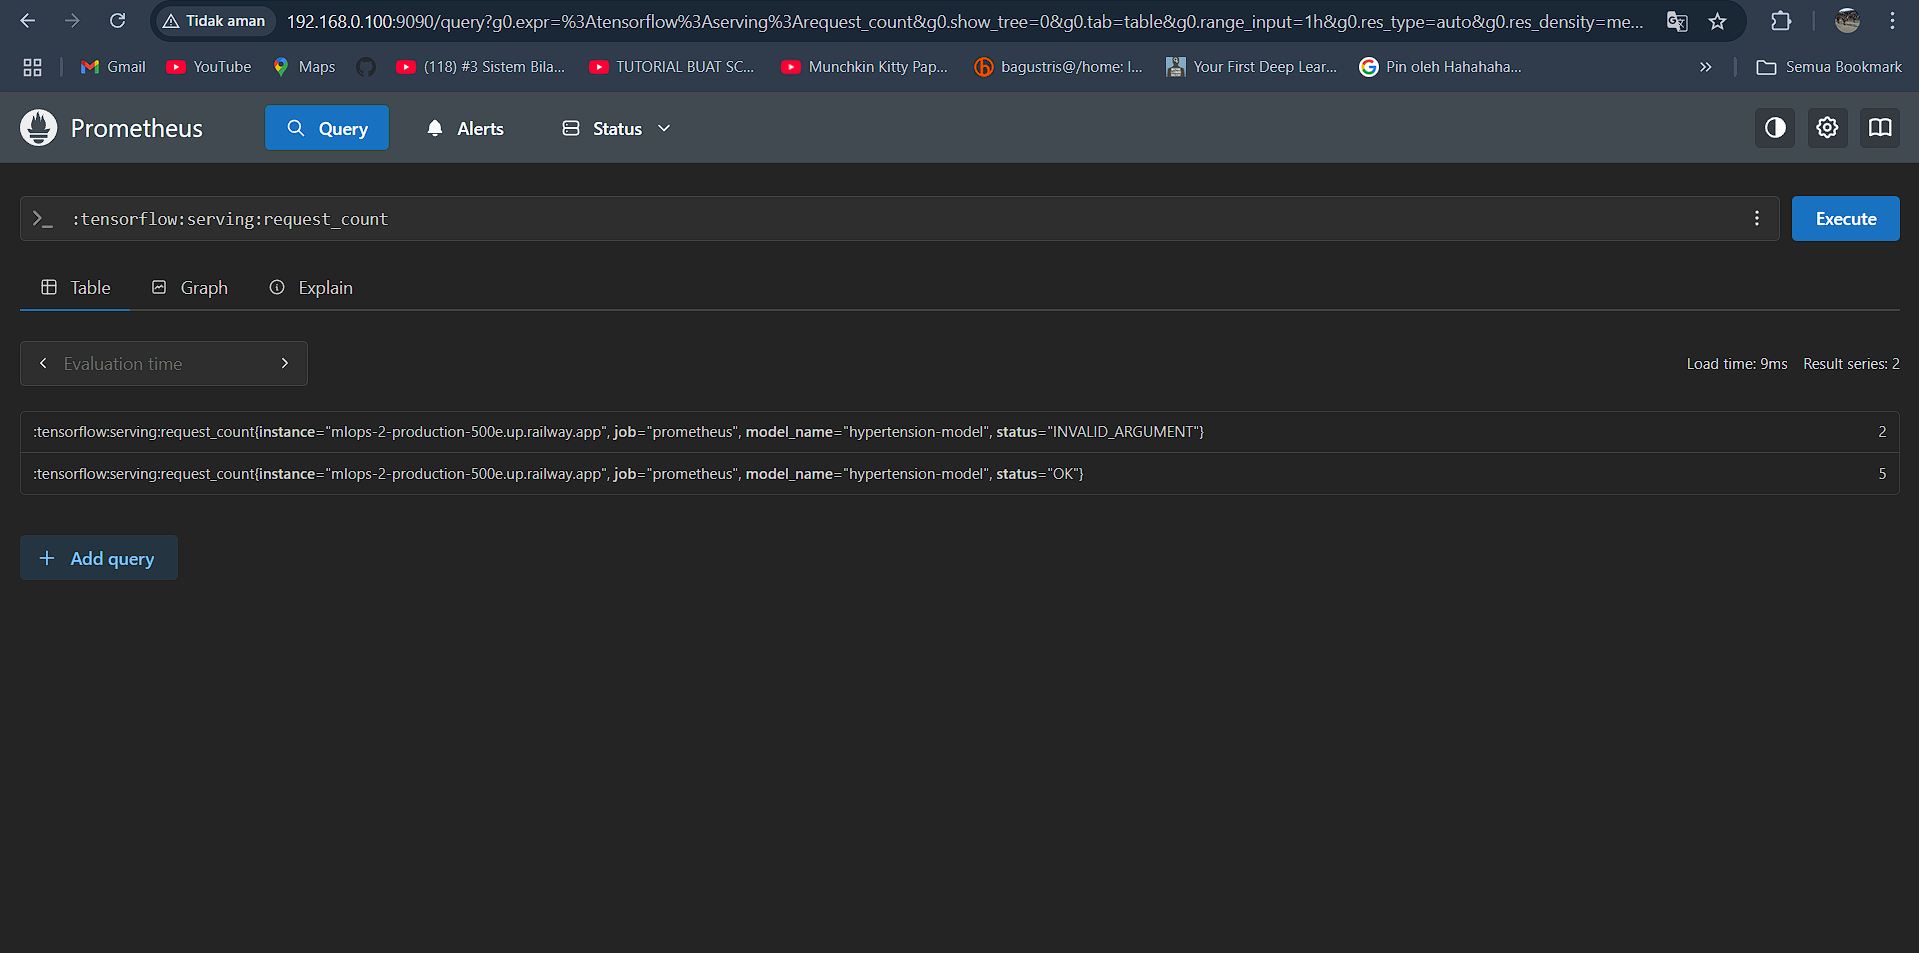 Tidak aman 192.168.0.100:9090/query?g0.expr=%3Atensorflow%3Aserving%3Arequest_count&g0.show_tree=0&g0.tab=table&g0.range_input=1h&g0.res_type=auto&g0.res_density=me...
Gmail YouTube Maps (118) #3 Sistem Bila... TUTORIAL BUAT SC... Munchkin Kitty Pap... bagustris@/home: I... Your First Deep Lear... Pin oleh Hahahaha... » Semua Bookmark
Prometheus Query Alerts Status
>_ :tensorflow:serving:request_count Execute
Table Graph Explain
Evaluation time Load time: 9ms Result series: 2
:tensorflow:serving:request_count{instance="mlops-2-production-500e.up.railway.app", job="prometheus", model_name="hypertension-model", status="INVALID_ARGUMENT"} 2
:tensorflow:serving:request_count{instance="mlops-2-production-500e.up.railway.app", job="prometheus", model_name="hypertension-model", status="OK"} 5
+ Add query